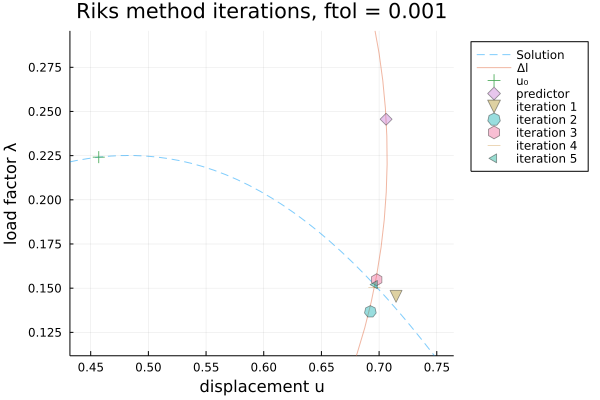 Riks method iterations, ftol = 0.001
load factor λ
0.275
0.250
0.225
0.200
0.175
0.150
0.125
0.45
0.50
0.55
0.60
0.65
0.70
0.75
displacement u
Solution
Δl
u₀
predictor
iteration 1
iteration 2
iteration 3
iteration 4
iteration 5